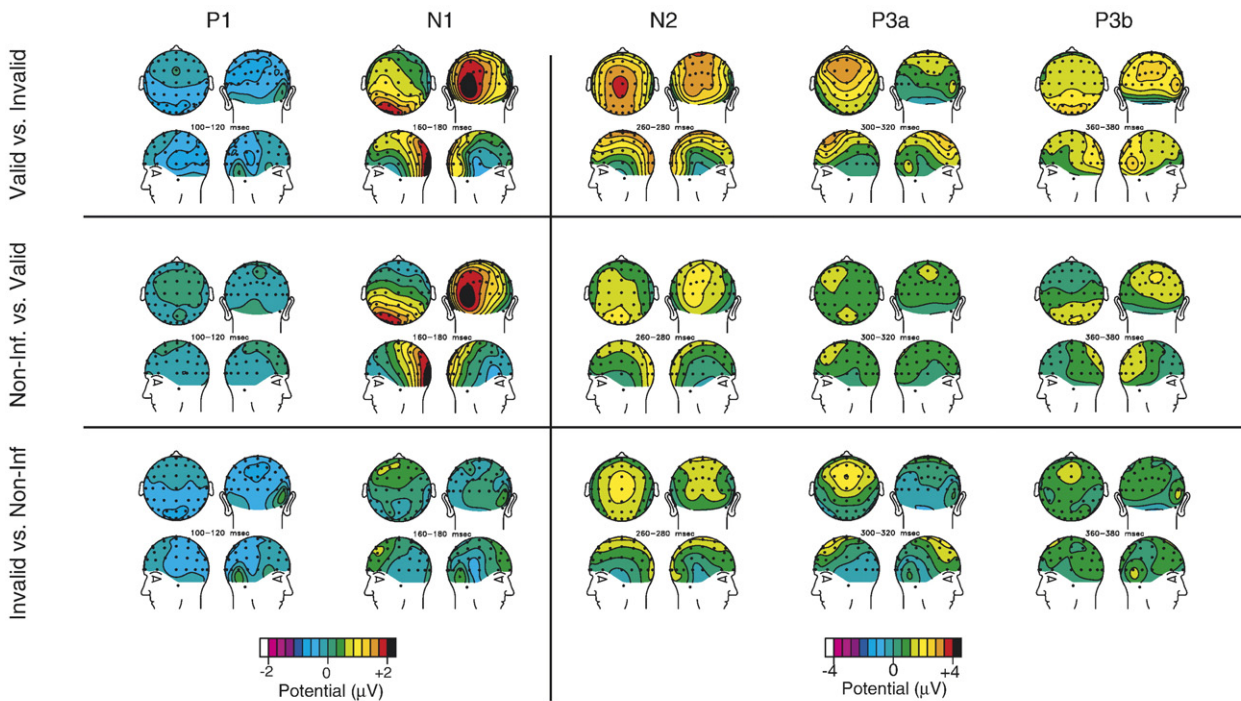 P1 N1 N2 P3a P3b
Valid vs. Invalid
100–120 msec 160–180 msec 260–280 msec 300–320 msec 360–380 msec
Non-Inf. vs. Valid
100–120 msec 160–180 msec 260–280 msec 300–320 msec 360–380 msec
Invalid vs. Non-Inf
100–120 msec 160–180 msec 260–280 msec 300–320 msec 360–380 msec
-2 0 +2 -4 0 +4
Potential (μV) Potential (μV)